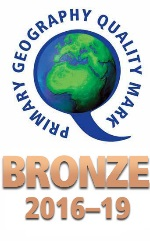 PRIMARY GEOGRAPHY QUALITY MARK
BRONZE
2016–19